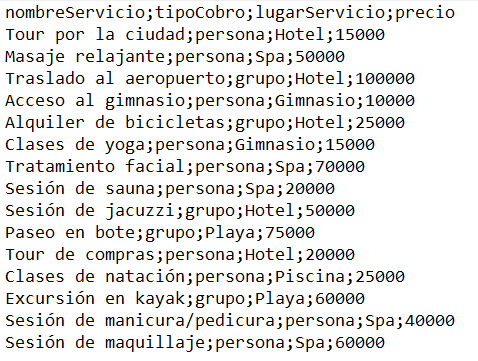 nombreServicio;tipoCobro;lugarServicio;precio
Tour por la ciudad;persona;Hotel;15000
Masaje relajante;persona;Spa;50000
Traslado al aeropuerto;grupo;Hotel;100000
Acceso al gimnasio;persona;Gimnasio;10000
Alquiler de bicicletas;grupo;Hotel;25000
Clases de yoga;persona;Gimnasio;15000
Tratamiento facial;persona;Spa;70000
Sesión de sauna;persona;Spa;20000
Sesión de jacuzzi;grupo;Hotel;50000
Paseo en bote;grupo;Playa;75000
Tour de compras;persona;Hotel;20000
Clases de natación;persona;Piscina;25000
Excursión en kayak;grupo;Playa;60000
Sesión de manicura/pedicura;persona;Spa;40000
Sesión de maquillaje;persona;Spa;60000